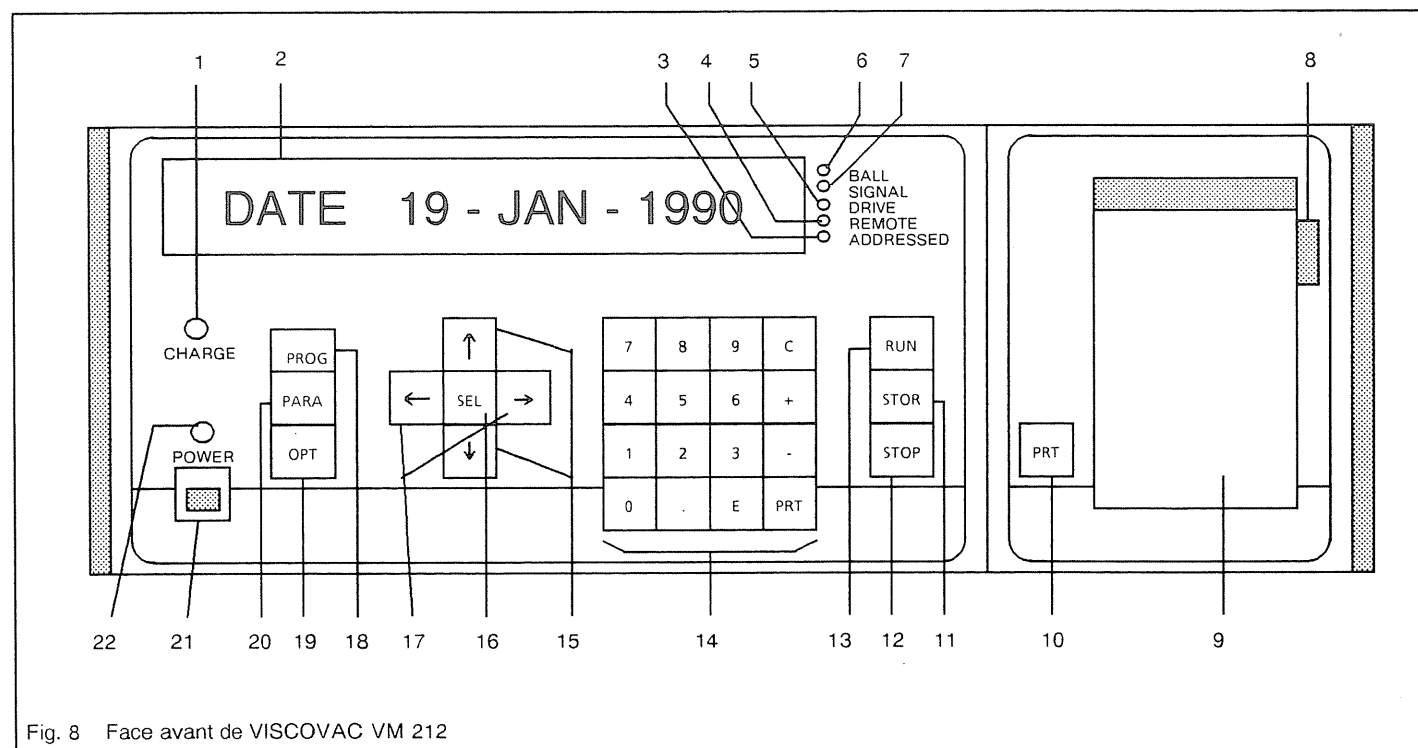 1 2 3 4 5 6 7 8
DATE 19 - JAN - 1990
BALL
SIGNAL
DRIVE
REMOTE
ADDRESSED
CHARGE
POWER
PROG
PARA
OPT
↑
← SEL →
↓
7 8 9 C
4 5 6 +
1 2 3 -
0 . E PRT
RUN
STOR
STOP
PRT
22 21 20 19 18 17 16 15 14 13 12 11 10 9
Fig. 8 Face avant de VISCOVAC VM 212